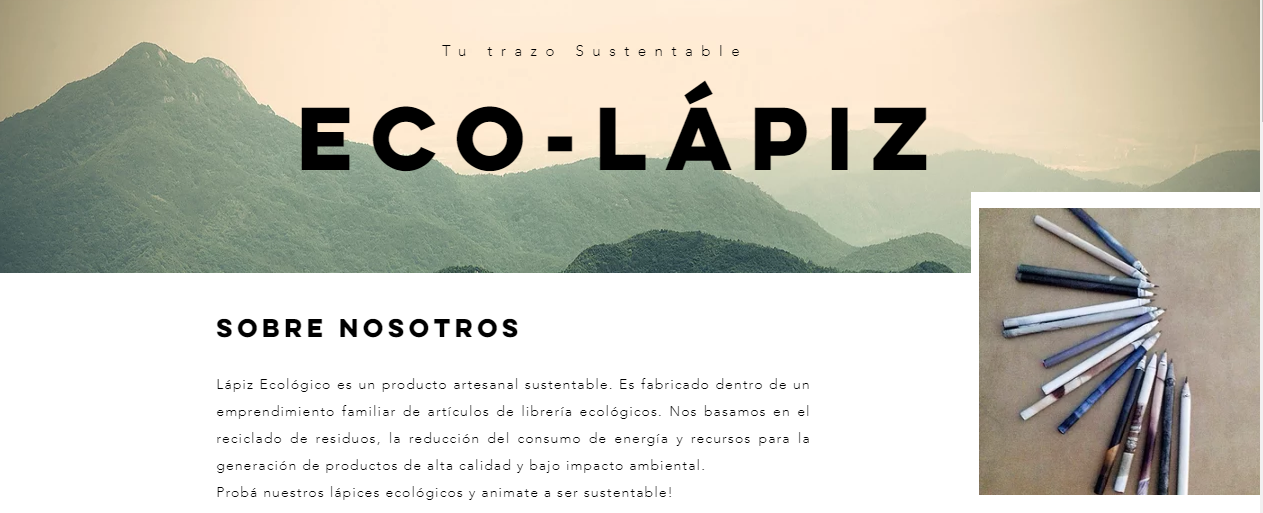 Tu trazo Sustentable
ECO-LÁPIZ
SOBRE NOSOTROS
Lápiz Ecológico es un producto artesanal sustentable. Es fabricado dentro de un
emprendimiento familiar de artículos de librería ecológicos. Nos basamos en el
reciclado de residuos, la reducción del consumo de energía y recursos para la
generación de productos de alta calidad y bajo impacto ambiental.
Probá nuestros lápices ecológicos y animate a ser sustentable!